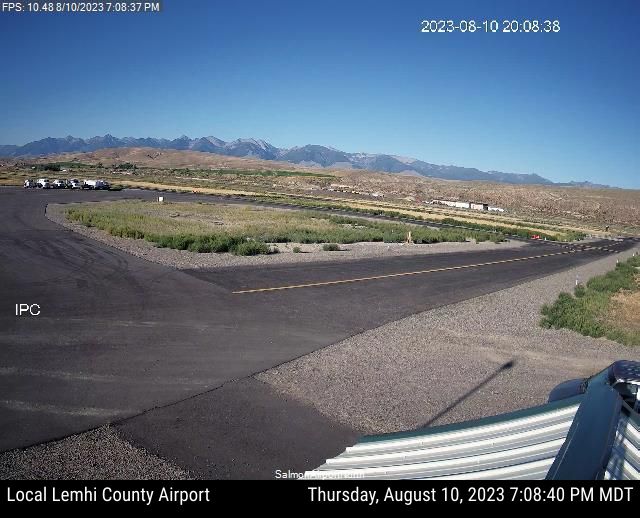 FPS: 10.48 8/10/2023 7:08:37 PM
2023-08-10 20:08:38
IPC
Local Lemhi County Airport
Thursday, August 10, 2023 7:08:40 PM MDT